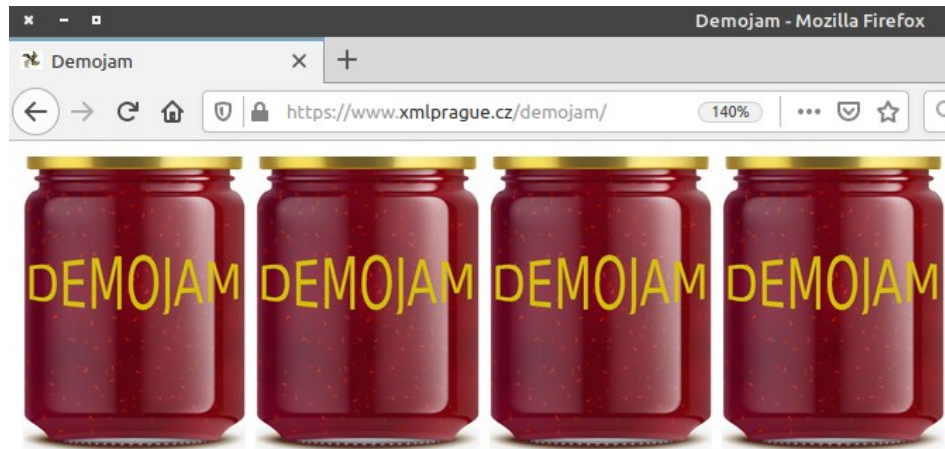 Demojam - Mozilla Firefox
Demojam
https://www.xmlprague.cz/demojam/ 140%
DEMOJAM DEMOJAM DEMOJAM DEMOJAM